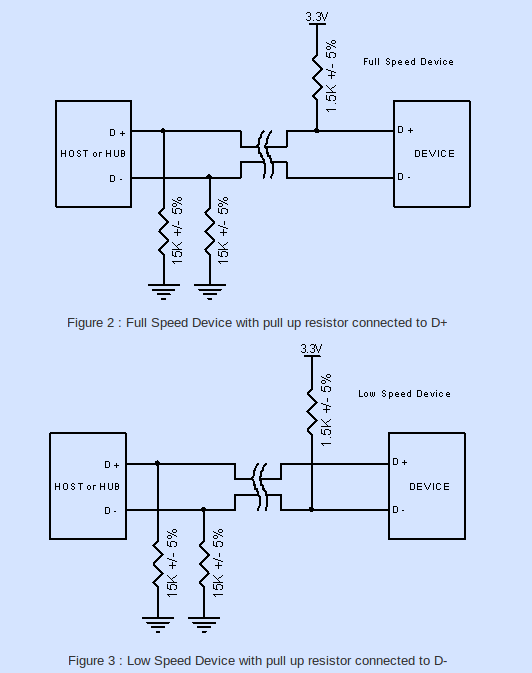 3.3V
1.5K +/- 5%
Full Speed Device
D +
HOST or HUB
D -
D +
DEVICE
D -
15K +/- 5%
15K +/- 5%
Figure 2 : Full Speed Device with pull up resistor connected to D+
3.3V
1.5K +/- 5%
Low Speed Device
D +
HOST or HUB
D -
D +
DEVICE
D -
15K +/- 5%
15K +/- 5%
Figure 3 : Low Speed Device with pull up resistor connected to D-